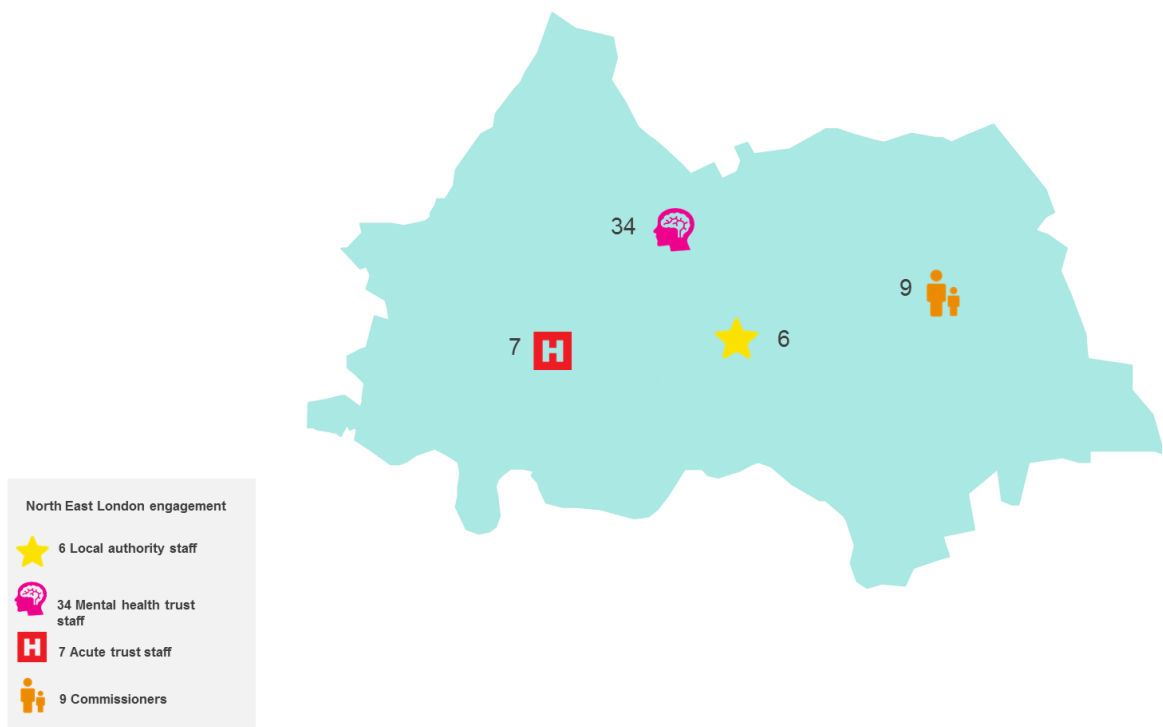 34
9
7
H
6
North East London engagement
6 Local authority staff
34 Mental health trust
staff
H
7 Acute trust staff
9 Commissioners